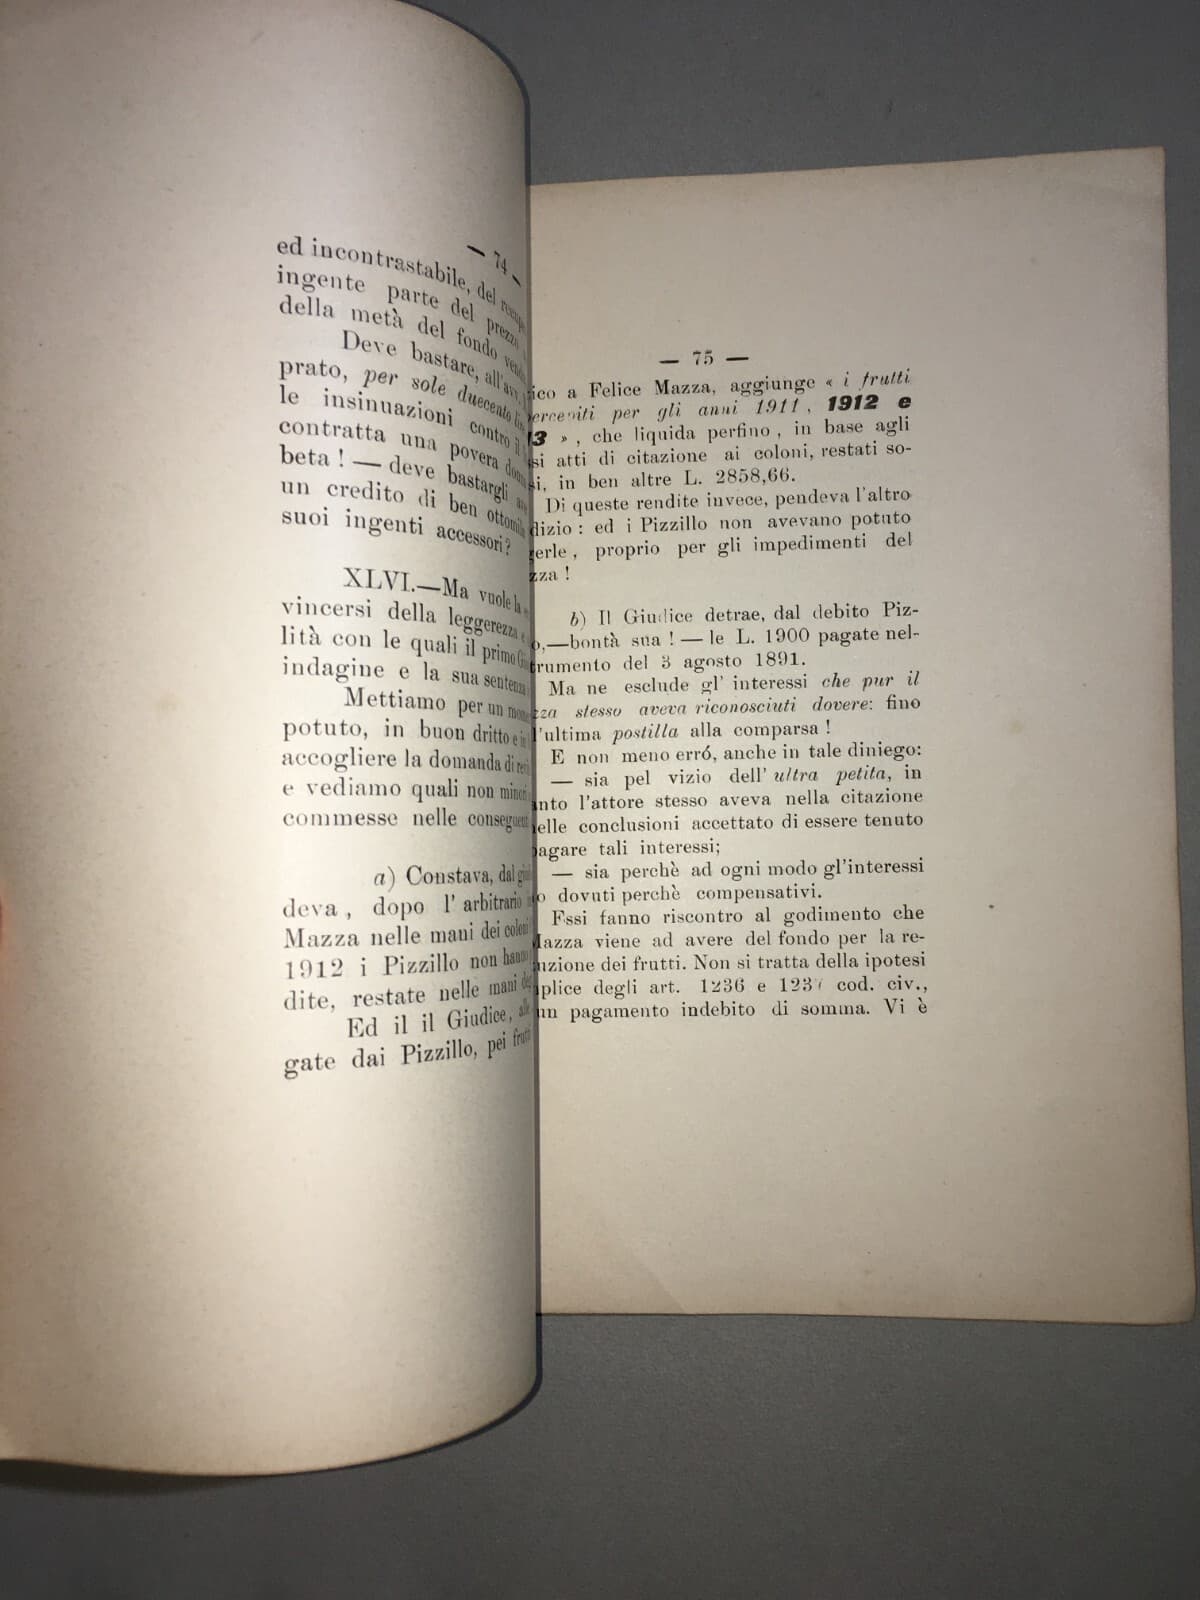 — 74 —
ed incontrastabile, del
ingente parte del prezzo
della metà del fondo
Deve bastare,
prato, per sole duecento
le insinuazioni contro il
contratta una povera
beta ! — deve bastargli
un credito di ben
suoi ingenti accessori?
XLVI.—Ma vuole la
vincersi della leggerezza e
lità con le quali il primo
indagine e la sua sentenza
Mettiamo per un
potuto, in buon dritto e
accogliere la domanda di
e vediamo quali non
commesse nelle
a) Constava,
deva, dopo l' arbitrario
Mazza nelle mani dei coloni
1912 i Pizzillo non hanno
dite, restate nelle mani
Ed il il Giudice,
gate dai Pizzillo, pei
— 75 —
a Felice Mazza, aggiunge « i frutti
per gli anni 1911, 1912 e
», che liquida perfino, in base agli
atti di citazione ai coloni, restati so-
in ben altre L. 2858,66.
Di queste rendite invece, pendeva l'altro
ed i Pizzillo non avevano potuto
proprio per gli impedimenti del
b) Il Giudice detrae, dal debito Piz-
—bontà sua ! — le L. 1900 pagate nel-
del 3 agosto 1891.
Ma ne esclude gl' interessi che pur il
stesso aveva riconosciuti dovere: fino
l'ultima postilla alla comparsa !
E non meno erró, anche in tale diniego:
— sia pel vizio dell' ultra petita, in
l'attore stesso aveva nella citazione
conclusioni accettato di essere tenuto
tali interessi;
— sia perchè ad ogni modo gl'interessi
dovuti perchè compensativi.
Essi fanno riscontro al godimento che
Mazza viene ad avere del fondo per la re-
dei frutti. Non si tratta della ipotesi
degli art. 1236 e 1237 cod. civ.,
un pagamento indebito di somma. Vi è